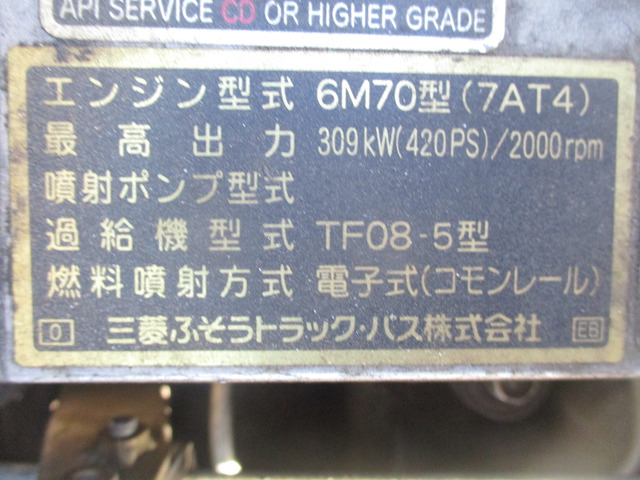 API SERVICE CD OR HIGHER GRADE
エンジン型式 6M70型(7AT4)
最高出力 309kW(420PS)/2000rpm
噴射ポンプ型式
過給機型式 TF08-5型
燃料噴射方式 電子式(コモンレール)
0 三菱ふそうトラック・バス株式会社 EB